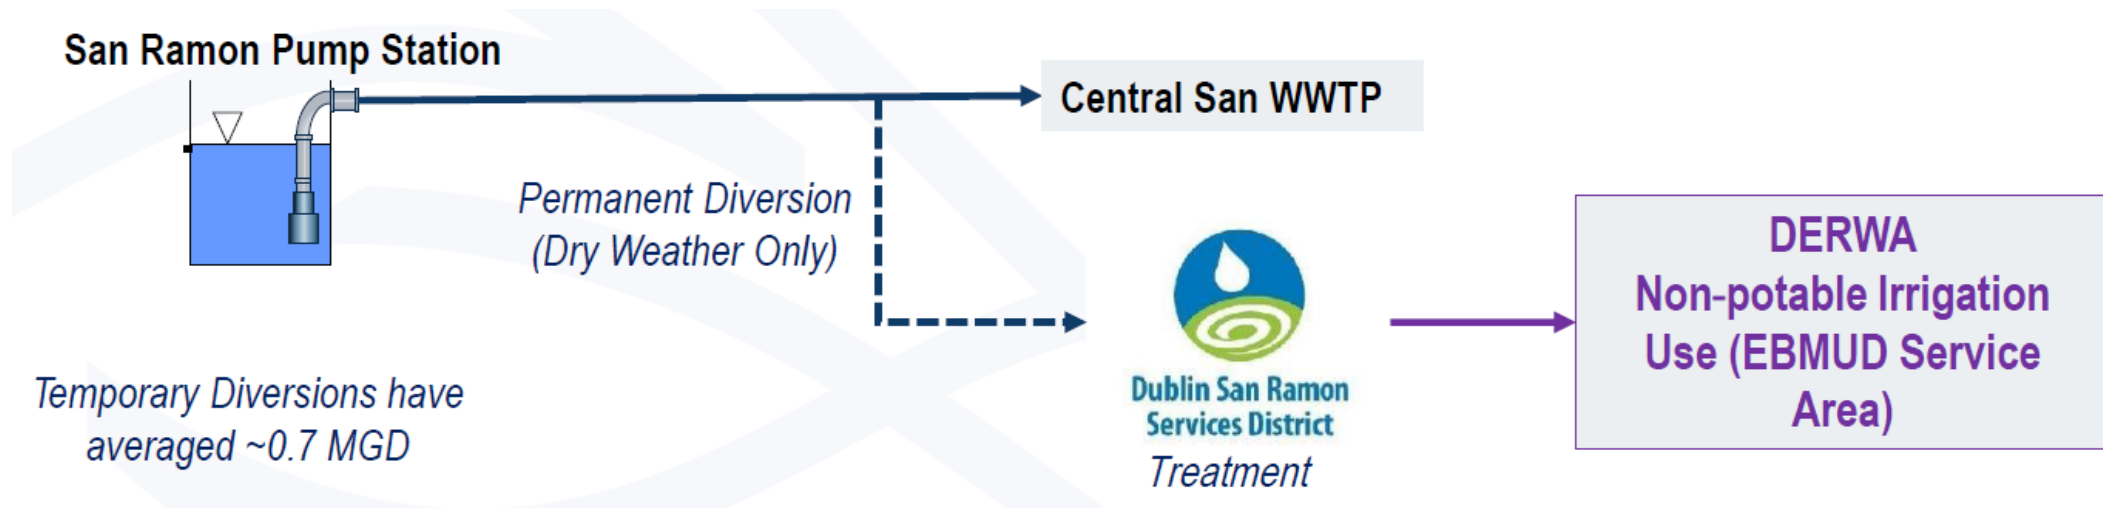 San Ramon Pump Station
Central San WWTP
Permanent Diversion
(Dry Weather Only)
Temporary Diversions have
averaged ~0.7 MGD
Dublin San Ramon
Services District
Treatment
DERWA
Non-potable Irrigation
Use (EBMUD Service
Area)